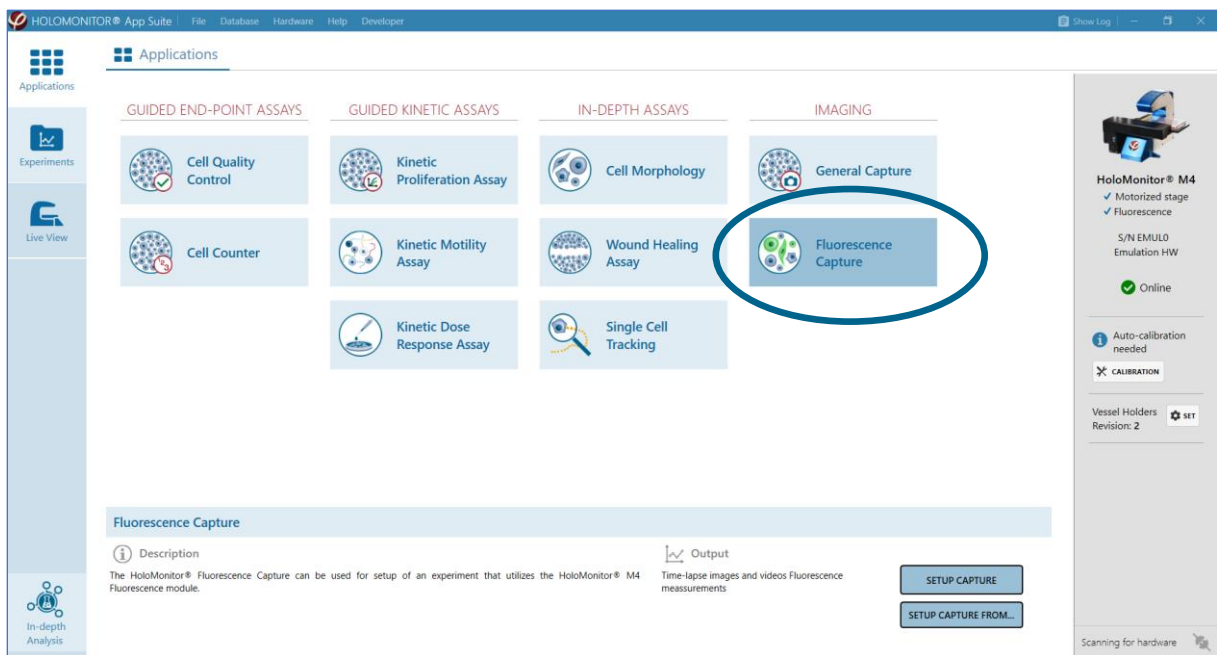 HOLOMONITOR® App Suite File Database Hardware Help Developer Show Log
Applications
Applications
Experiments
Live View
In-depth
Analysis
GUIDED END-POINT ASSAYS
Cell Quality
Control
Cell Counter
GUIDED KINETIC ASSAYS
Kinetic
Proliferation Assay
Kinetic Motility
Assay
Kinetic Dose
Response Assay
IN-DEPTH ASSAYS
Cell Morphology
Wound Healing
Assay
Single Cell
Tracking
IMAGING
General Capture
Fluorescence
Capture
HoloMonitor® M4
✓ Motorized stage
✓ Fluorescence
S/N EMUL0
Emulation HW
Online
Auto-calibration
needed
CALIBRATION
Vessel Holders
Revision: 2
SET
Scanning for hardware
Fluorescence Capture
Description
The HoloMonitor® Fluorescence Capture can be used for setup of an experiment that utilizes the HoloMonitor® M4
Fluorescence module.
Output
Time-lapse images and videos Fluorescence
meassurements
SETUP CAPTURE
SETUP CAPTURE FROM...